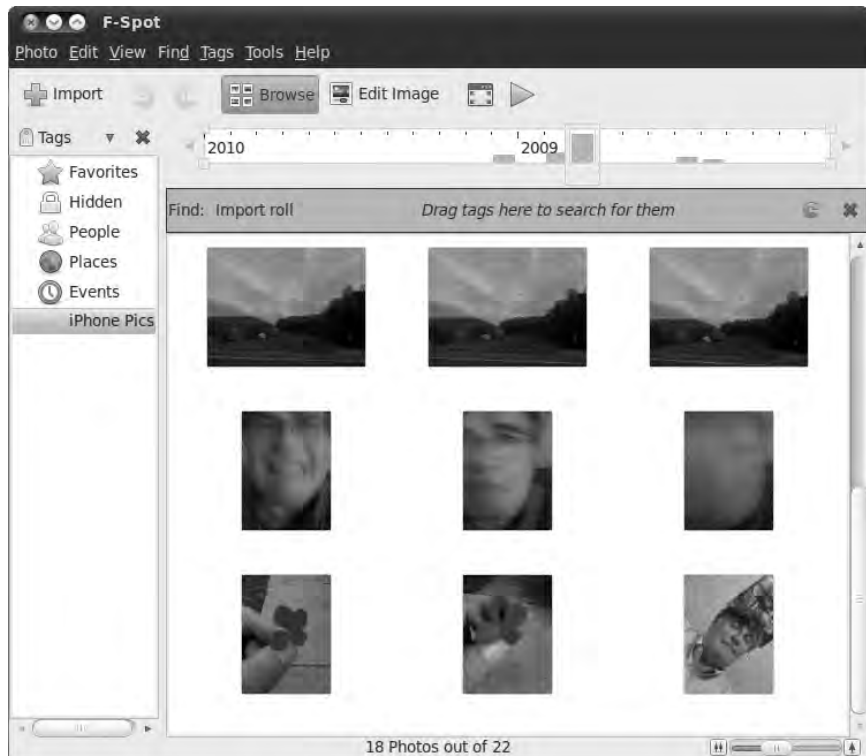 F-Spot
Photo Edit View Find Tags Tools Help
Import Browse Edit Image
Tags
2010 2009
Favorites
Hidden
People
Places
Events
iPhone Pics
Find: Import roll Drag tags here to search for them
18 Photos out of 22